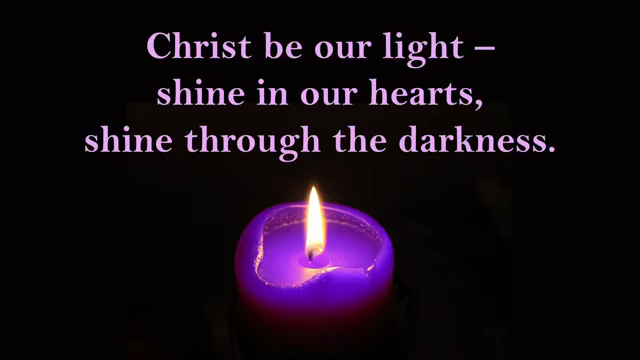 Christ be our light –
shine in our hearts,
shine through the darkness.